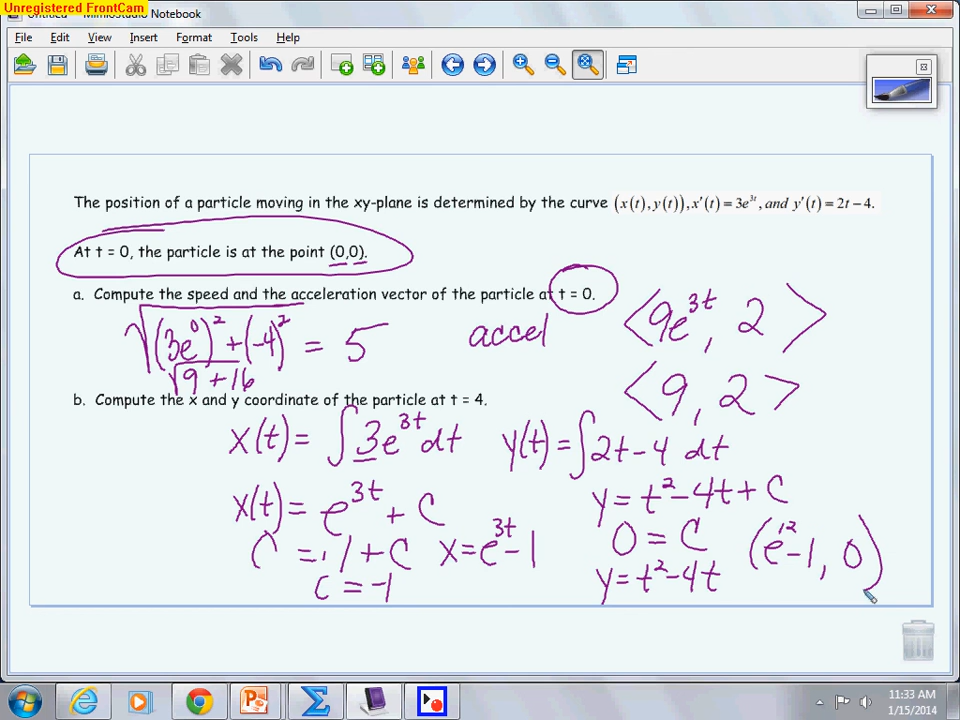 Unregistered FrontCam
MimioStudio Notebook
File Edit View Insert Format Tools Help
The position of a particle moving in the xy-plane is determined by the curve (x(t), y(t)), x'(t) = 3e^{3t}, and y'(t) = 2t − 4.
At t = 0, the particle is at the point (0,0).
a. Compute the speed and the acceleration vector of the particle at t = 0.
√(3e^0)^2 + (-4)^2 = 5 accel <9e^{3t}, 2>
√9 + 16 <9, 2>
b. Compute the x and y coordinate of the particle at t = 4.
x(t) = ∫3e^{3t}dt y(t) = ∫2t-4 dt
x(t) = e^{3t} + C y = t^2 - 4t + C
= 1 + C x = e^{3t} - 1 0 = C (e^{12} - 1, 0)
C = -1 y = t^2 - 4t
11:33 AM
1/15/2014